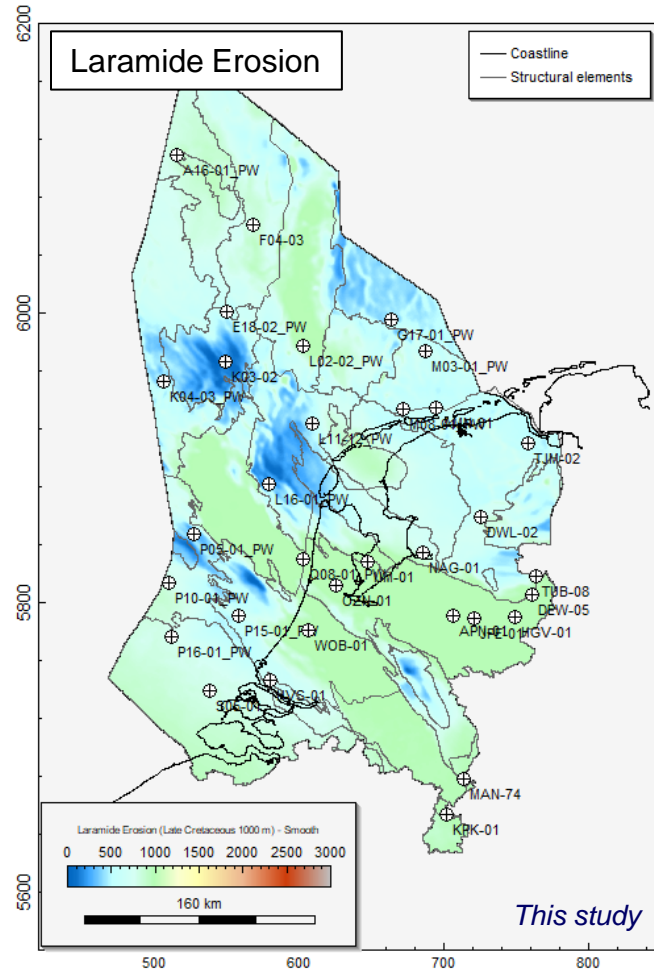 6200
Laramide Erosion
Coastline
Structural elements
A16-01_PW
F04-03
6000
E18-02_PW
G17-01_PW
L02-02_PW
M03-01_PW
K03-02
K04-03_PW
L11-12_PW
TJM-02
L16-01_PW
DWL-02
P05-01_PW
NAG-01
Q08-01_PW
5800
P10-01_PW
TUB-08
DEW-05
P15-01_PW
APN-01
HGV-01
P16-01_PW
WOB-01
S05-01
MAN-74
KPK-01
Laramide Erosion (Late Cretaceous 1000 m) - Smooth
0 500 1000 1500 2000 2500 3000
160 km
5600
This study
500 600 700 800